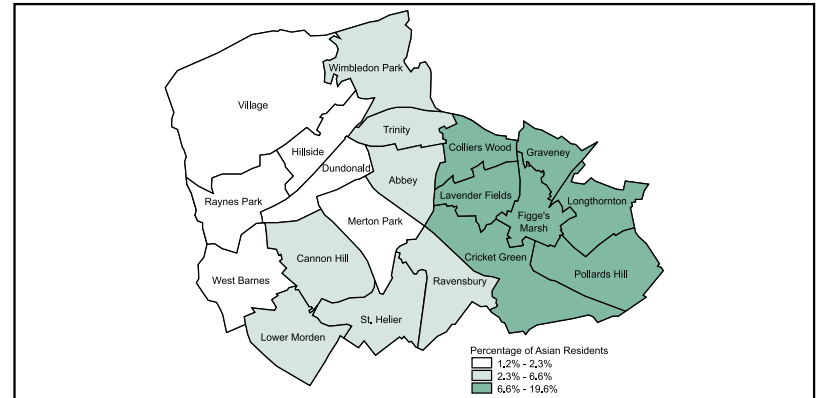 Wimbledon Park
Village
Trinity
Hillside
Colliers Wood
Graveney
Dundonald
Abbey
Raynes Park
Lavender Fields
Longthornton
Merton Park
Figge's
Marsh
Cannon Hill
Cricket Green
West Barnes
Ravensbury
Pollards Hill
St. Helier
Lower Morden
Percentage of Asian Residents
1.2% - 2.3%
2.3% - 6.6%
6.6% - 19.6%